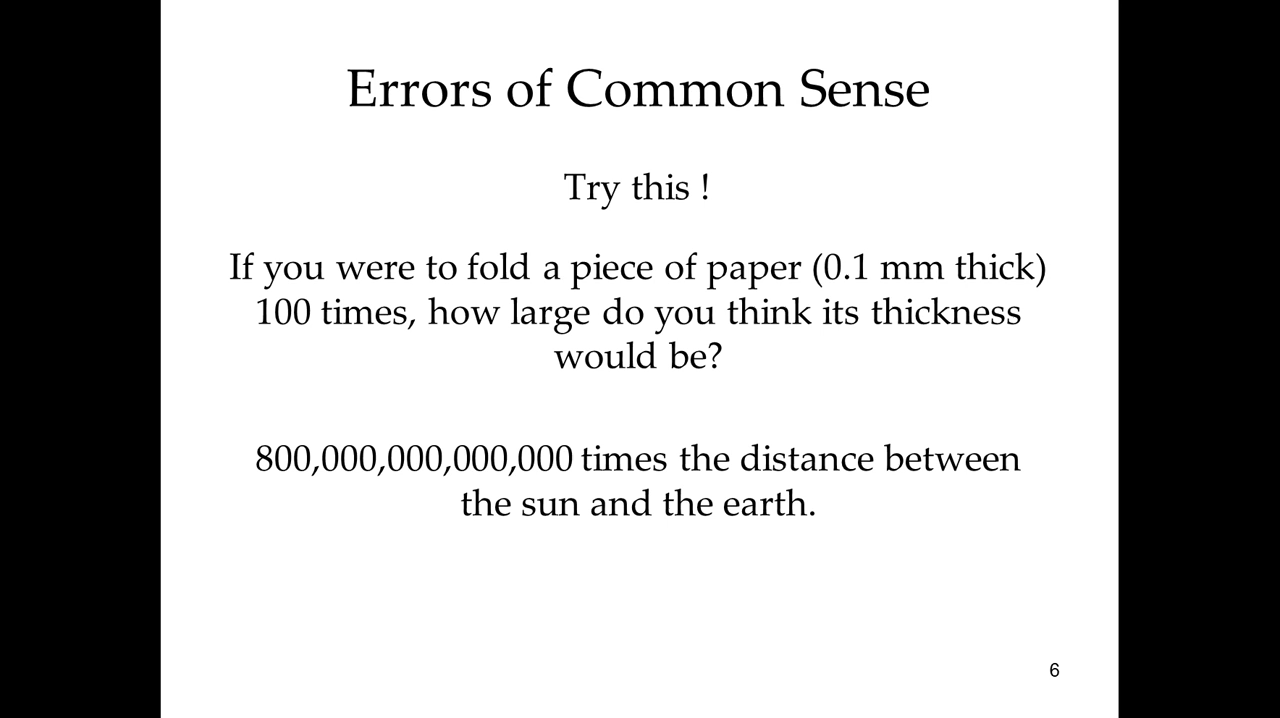 Errors of Common Sense
Try this !
If you were to fold a piece of paper (0.1 mm thick)
100 times, how large do you think its thickness
would be?
800,000,000,000,000 times the distance between
the sun and the earth.
6